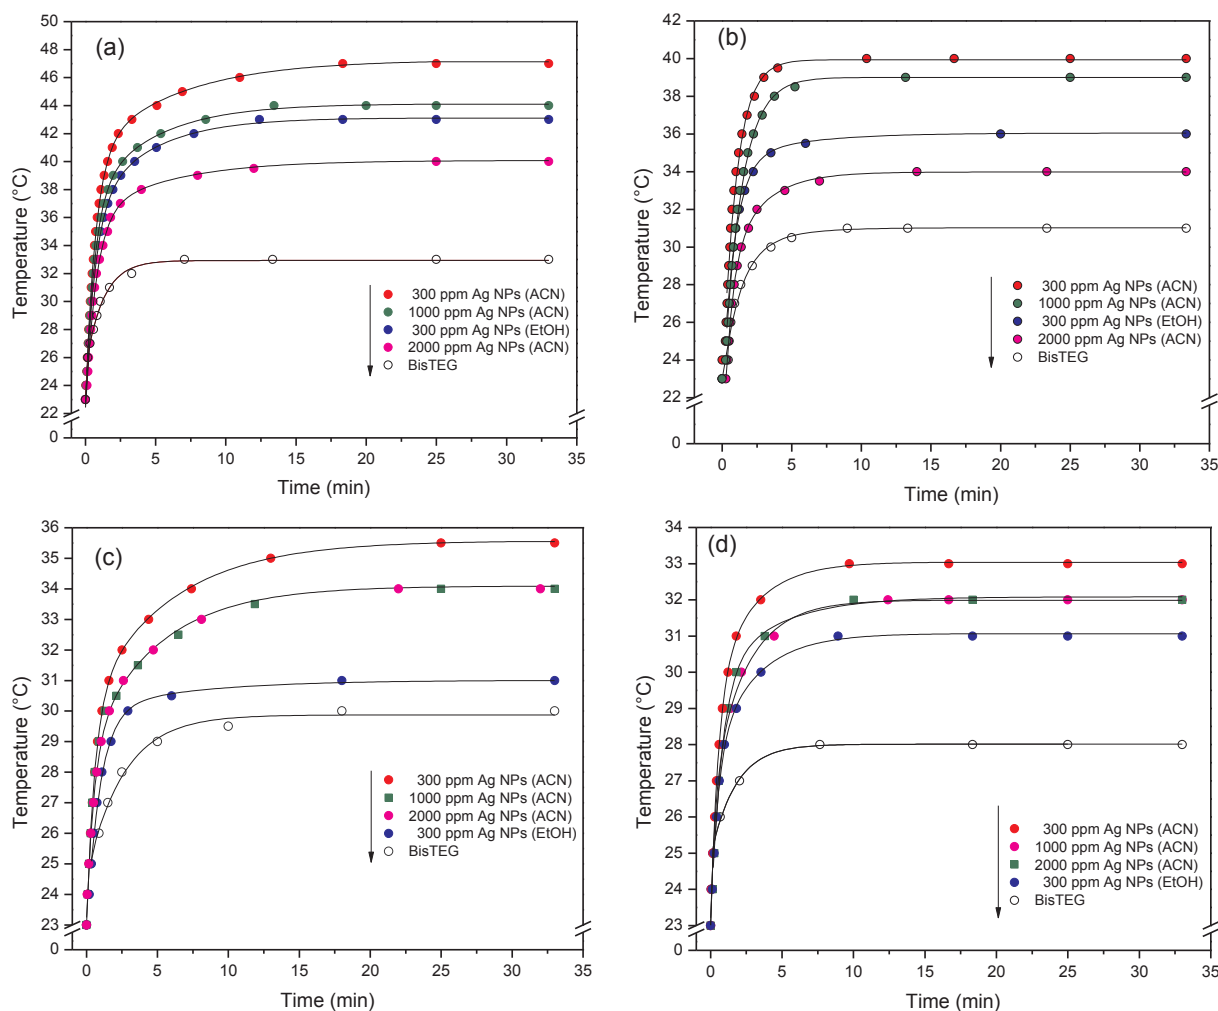 (a)
50
48
46
44
42
40
38
36
34
32
30
28
26
24
22
0
Temperature (°C)
300 ppm Ag NPs (ACN)
1000 ppm Ag NPs (ACN)
300 ppm Ag NPs (EtOH)
2000 ppm Ag NPs (ACN)
BisTEG
0 5 10 15 20 25 30 35
Time (min)
(b)
42
40
38
36
34
32
30
28
26
24
22
0
Temperature (°C)
300 ppm Ag NPs (ACN)
1000 ppm Ag NPs (ACN)
300 ppm Ag NPs (EtOH)
2000 ppm Ag NPs (ACN)
BisTEG
0 5 10 15 20 25 30 35
Time (min)
(c)
36
35
34
33
32
31
30
29
28
27
26
25
24
23
0
Temperature (°C)
300 ppm Ag NPs (ACN)
1000 ppm Ag NPs (ACN)
2000 ppm Ag NPs (ACN)
300 ppm Ag NPs (EtOH)
BisTEG
0 5 10 15 20 25 30 35
Time (min)
(d)
34
33
32
31
30
29
28
27
26
25
24
23
0
Temperature (°C)
300 ppm Ag NPs (ACN)
1000 ppm Ag NPs (ACN)
2000 ppm Ag NPs (ACN)
300 ppm Ag NPs (EtOH)
BisTEG
0 5 10 15 20 25 30 35
Time (min)